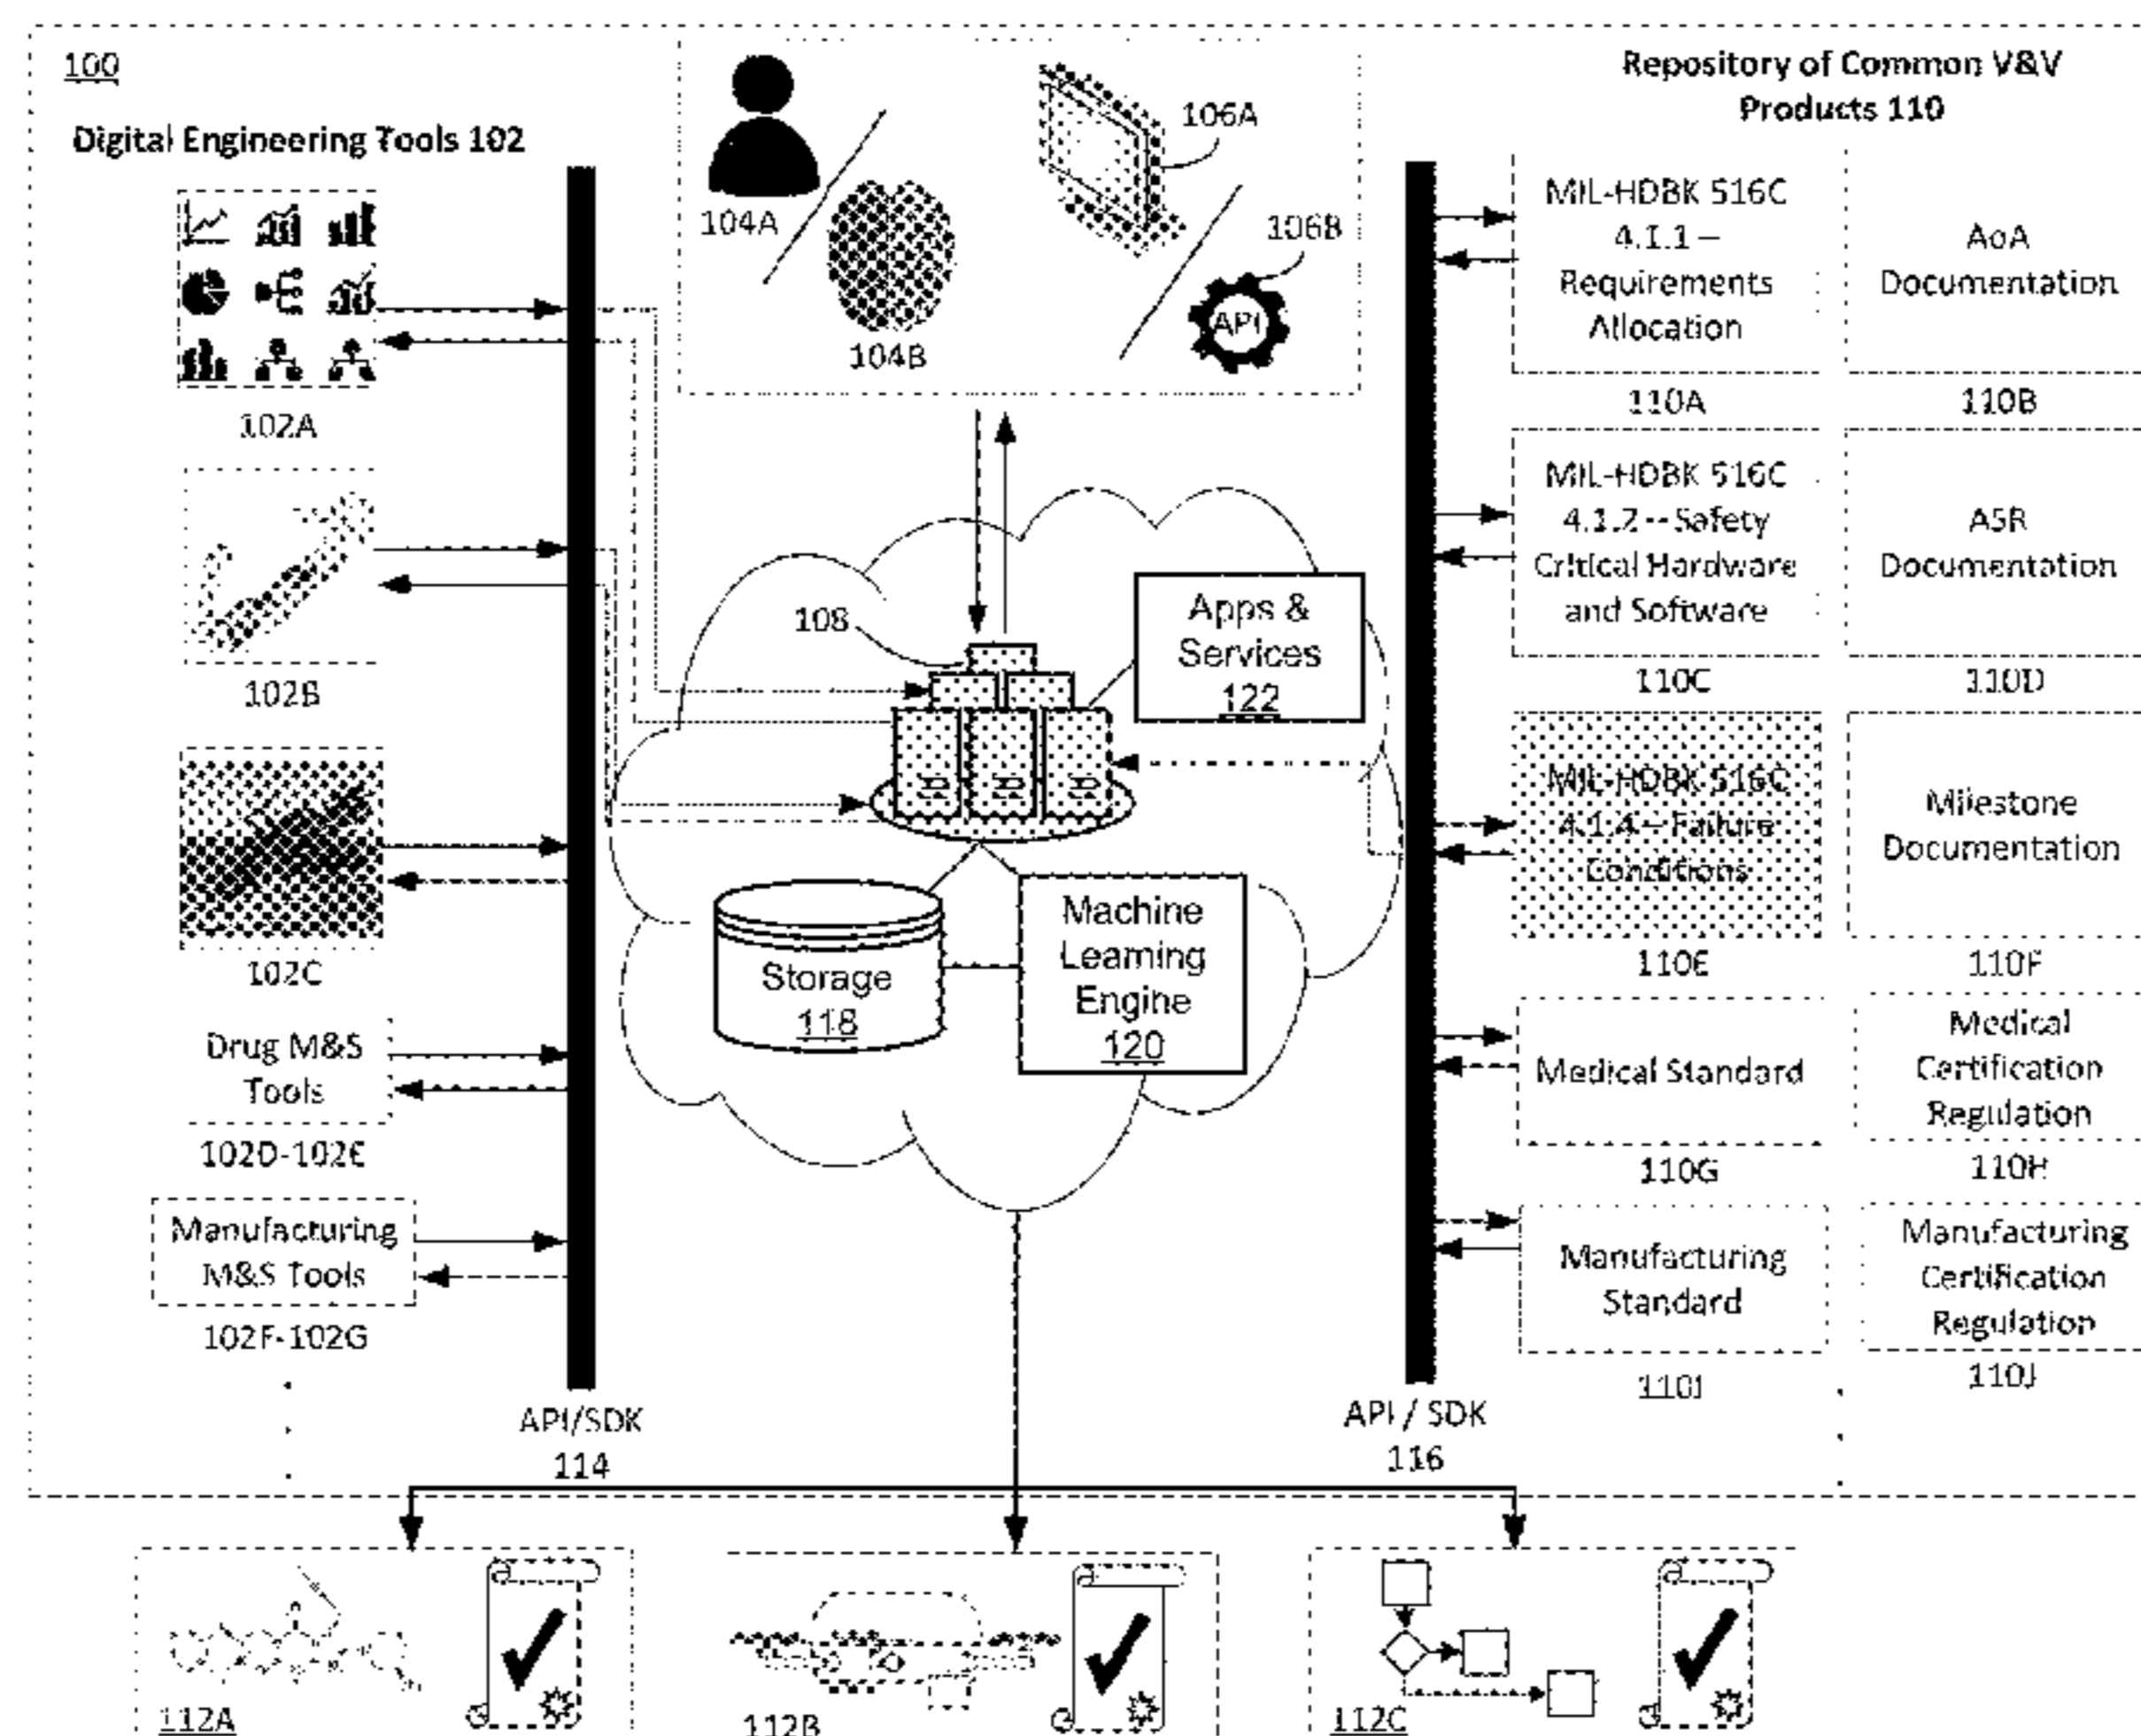 100
Digital Engineering Tools 102
102A
102B
102C
Drug M&S
Tools
102D-102E
Manufacturing
M&S Tools
102F-102G
API/SDK
114
104A
104B
106A
106B
API
108
Apps &
Services
122
Storage
118
Machine
Learning
Engine
120
API / SDK
116
Repository of Common V&V
Products 110
MIL-HDBK 516C
4.1.1 –
Requirements
Allocation
110A
AoA
Documentation
110B
MIL-HDBK 516C
4.1.2 -- Safety
Critical Hardware
and Software
110C
ASR
Documentation
110D
MIL-HDBK 516C
4.1.4 – Failure
Conditions
110E
Milestone
Documentation
110F
Medical Standard
110G
Medical
Certification
Regulation
110H
Manufacturing
Standard
110I
Manufacturing
Certification
Regulation
110J
112A
112B
112C